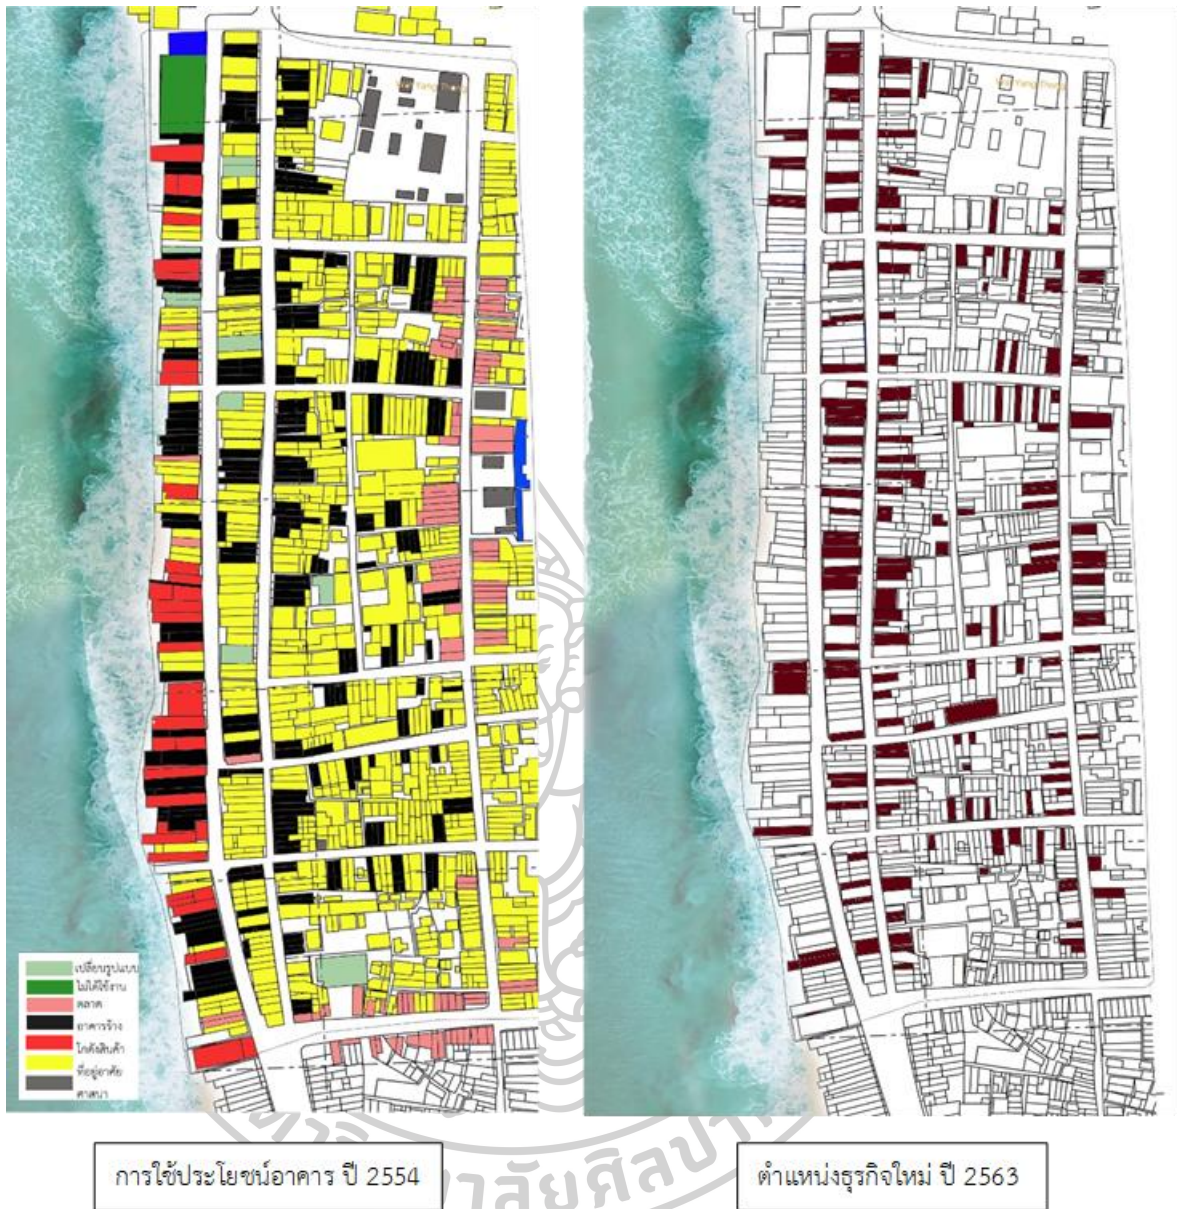 เปลี่ยนรูปแบบ
ไม่ได้ใช้งาน
ตลาด
อาคารร้าง
โกดังสินค้า
ที่อยู่อาศัย
ศาสนา
การใช้ประโยชน์อาคาร ปี 2554
ตำแหน่งธุรกิจใหม่ ปี 2563